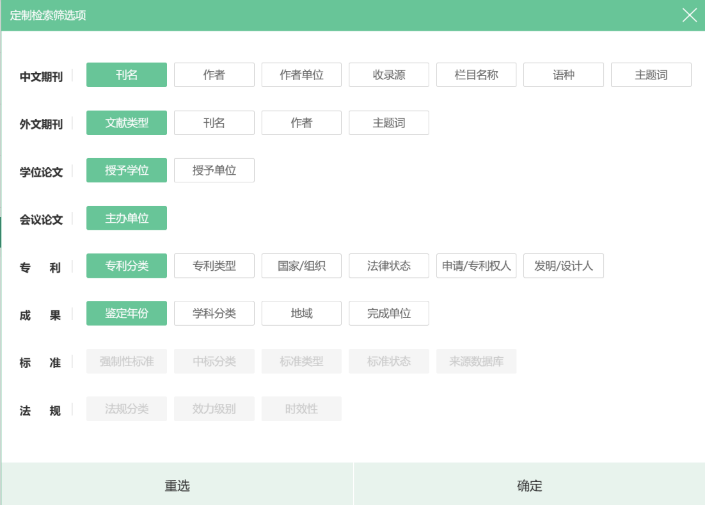 定制检索筛选项
中文期刊 刊名 作者 作者单位 收录源 栏目名称 语种 主题词
外文期刊 文献类型 刊名 作者 主题词
学位论文 授予学位 授予单位
会议论文 主办单位
专 利 专利分类 专利类型 国家/组织 法律状态 申请/专利权人 发明/设计人
成 果 鉴定年份 学科分类 地域 完成单位
标 准 强制性标准 中标分类 标准类型 标准状态 来源数据库
法 规 法规分类 效力级别 时效性
重选 确定